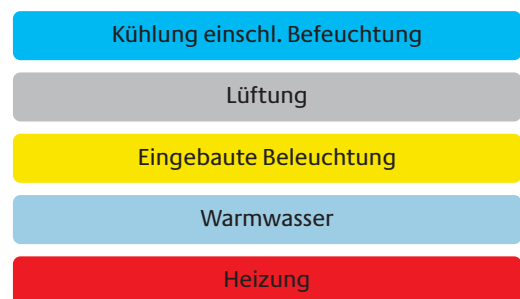 Kühlung einschl. Befeuchtung
Lüftung
Eingebaute Beleuchtung
Warmwasser
Heizung